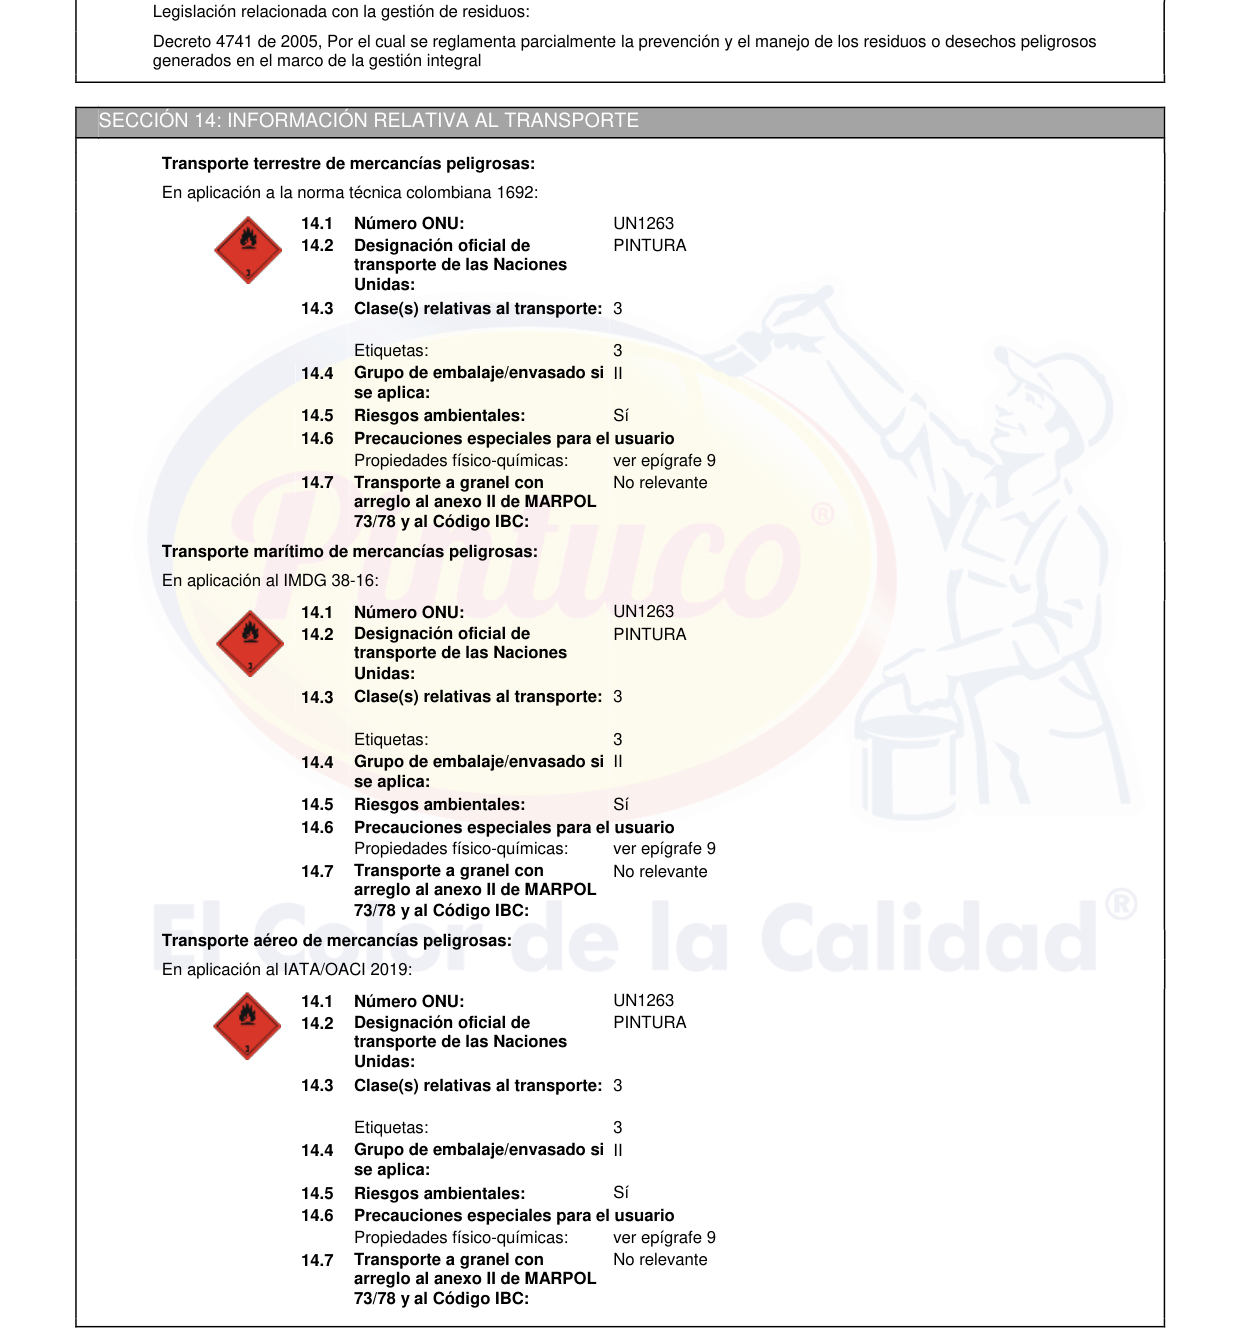 Legislación relacionada con la gestión de residuos:
Decreto 4741 de 2005, Por el cual se reglamenta parcialmente la prevención y el manejo de los residuos o desechos peligrosos
generados en el marco de la gestión integral
SECCIÓN 14: INFORMACIÓN RELATIVA AL TRANSPORTE
Transporte terrestre de mercancías peligrosas:
En aplicación a la norma técnica colombiana 1692:
3
14.1 Número ONU: UN1263
14.2 Designación oficial de PINTURA
transporte de las Naciones
Unidas:
14.3 Clase(s) relativas al transporte: 3
Etiquetas: 3
14.4 Grupo de embalaje/envasado si II
se aplica:
14.5 Riesgos ambientales: Sí
14.6 Precauciones especiales para el usuario
Propiedades físico-químicas: ver epígrafe 9
14.7 Transporte a granel con No relevante
arreglo al anexo II de MARPOL
73/78 y al Código IBC:
Pintuco®
Transporte marítimo de mercancías peligrosas:
En aplicación al IMDG 38-16:
3
14.1 Número ONU: UN1263
14.2 Designación oficial de PINTURA
transporte de las Naciones
Unidas:
14.3 Clase(s) relativas al transporte: 3
Etiquetas: 3
14.4 Grupo de embalaje/envasado si II
se aplica:
14.5 Riesgos ambientales: Sí
14.6 Precauciones especiales para el usuario
Propiedades físico-químicas: ver epígrafe 9
14.7 Transporte a granel con No relevante
arreglo al anexo II de MARPOL
73/78 y al Código IBC:
El Color de la Calidad®
Transporte aéreo de mercancías peligrosas:
En aplicación al IATA/OACI 2019:
3
14.1 Número ONU: UN1263
14.2 Designación oficial de PINTURA
transporte de las Naciones
Unidas:
14.3 Clase(s) relativas al transporte: 3
Etiquetas: 3
14.4 Grupo de embalaje/envasado si II
se aplica:
14.5 Riesgos ambientales: Sí
14.6 Precauciones especiales para el usuario
Propiedades físico-químicas: ver epígrafe 9
14.7 Transporte a granel con No relevante
arreglo al anexo II de MARPOL
73/78 y al Código IBC: